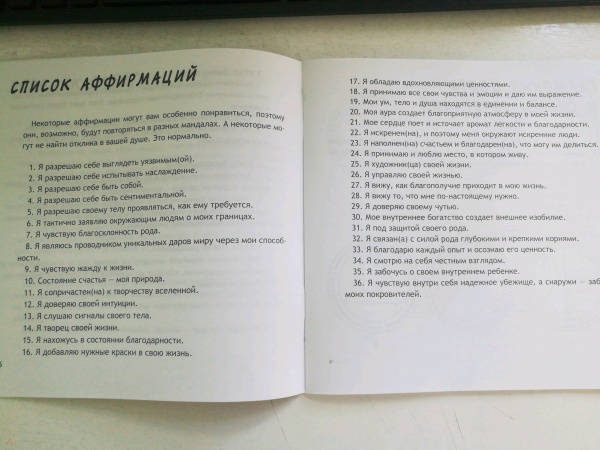 СПИСОК АФФИРМАЦИЙ
Некоторые аффирмации могут вам особенно понравиться, поэтому
они, возможно, будут повторяться в разных мандалах. А некоторые мо-
гут не найти отклика в вашей душе. Это нормально.
1. Я разрешаю себе выглядеть уязвимым(ой).
2. Я разрешаю себе испытывать наслаждение.
3. Я разрешаю себе быть собой.
4. Я разрешаю себе быть сентиментальной.
5. Я разрешаю своему телу проявляться, как ему требуется.
6. Я тактично заявляю окружающим людям о моих границах.
7. Я чувствую благосклонность рода.
8. Я являюсь проводником уникальных даров миру через мои способ-
ности.
9. Я чувствую жажду к жизни.
10. Состояние счастья — моя природа.
11. Я сопричастен(на) к творчеству вселенной.
12. Я доверяю своей интуиции.
13. Я слушаю сигналы своего тела.
14. Я творец своей жизни.
15. Я нахожусь в состоянии благодарности.
16. Я добавляю нужные краски в свою жизнь.
17. Я обладаю вдохновляющими ценностями.
18. Я принимаю все свои чувства и эмоции и даю им выражение.
19. Мои ум, тело и душа находятся в единении и балансе.
20. Моя аура создает благоприятную атмосферу в моей жизни.
21. Мое сердце поет и источает аромат легкости и благодарности.
22. Я искренен(на), и поэтому меня окружают искренние люди.
23. Я наполнен(на) счастьем и благодарен(на), что могу им делиться.
24. Я принимаю и люблю место, в котором живу.
25. Я художник(ца) своей жизни.
26. Я управляю своей жизнью.
27. Я вижу, как благополучие приходит в мою жизнь.
28. Я вижу то, что мне по-настоящему нужно.
29. Я доверяю своему чутью.
30. Мое внутреннее богатство создает внешнее изобилие.
31. Я под защитой своего рода.
32. Я связан(а) с силой рода глубокими и крепкими корнями.
33. Я благодарю каждый опыт и осознаю его ценность.
34. Я смотрю на себя честным взглядом.
35. Я забочусь о своем внутреннем ребенке.
36. Я чувствую внутри себя надежное убежище, а снаружи — заб
моих покровителей.